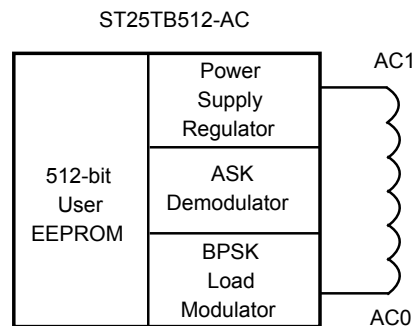 ST25TB512-AC
Power
Supply
Regulator
AC1
512-bit
User
EEPROM
ASK
Demodulator
BPSK
Load
Modulator
AC0